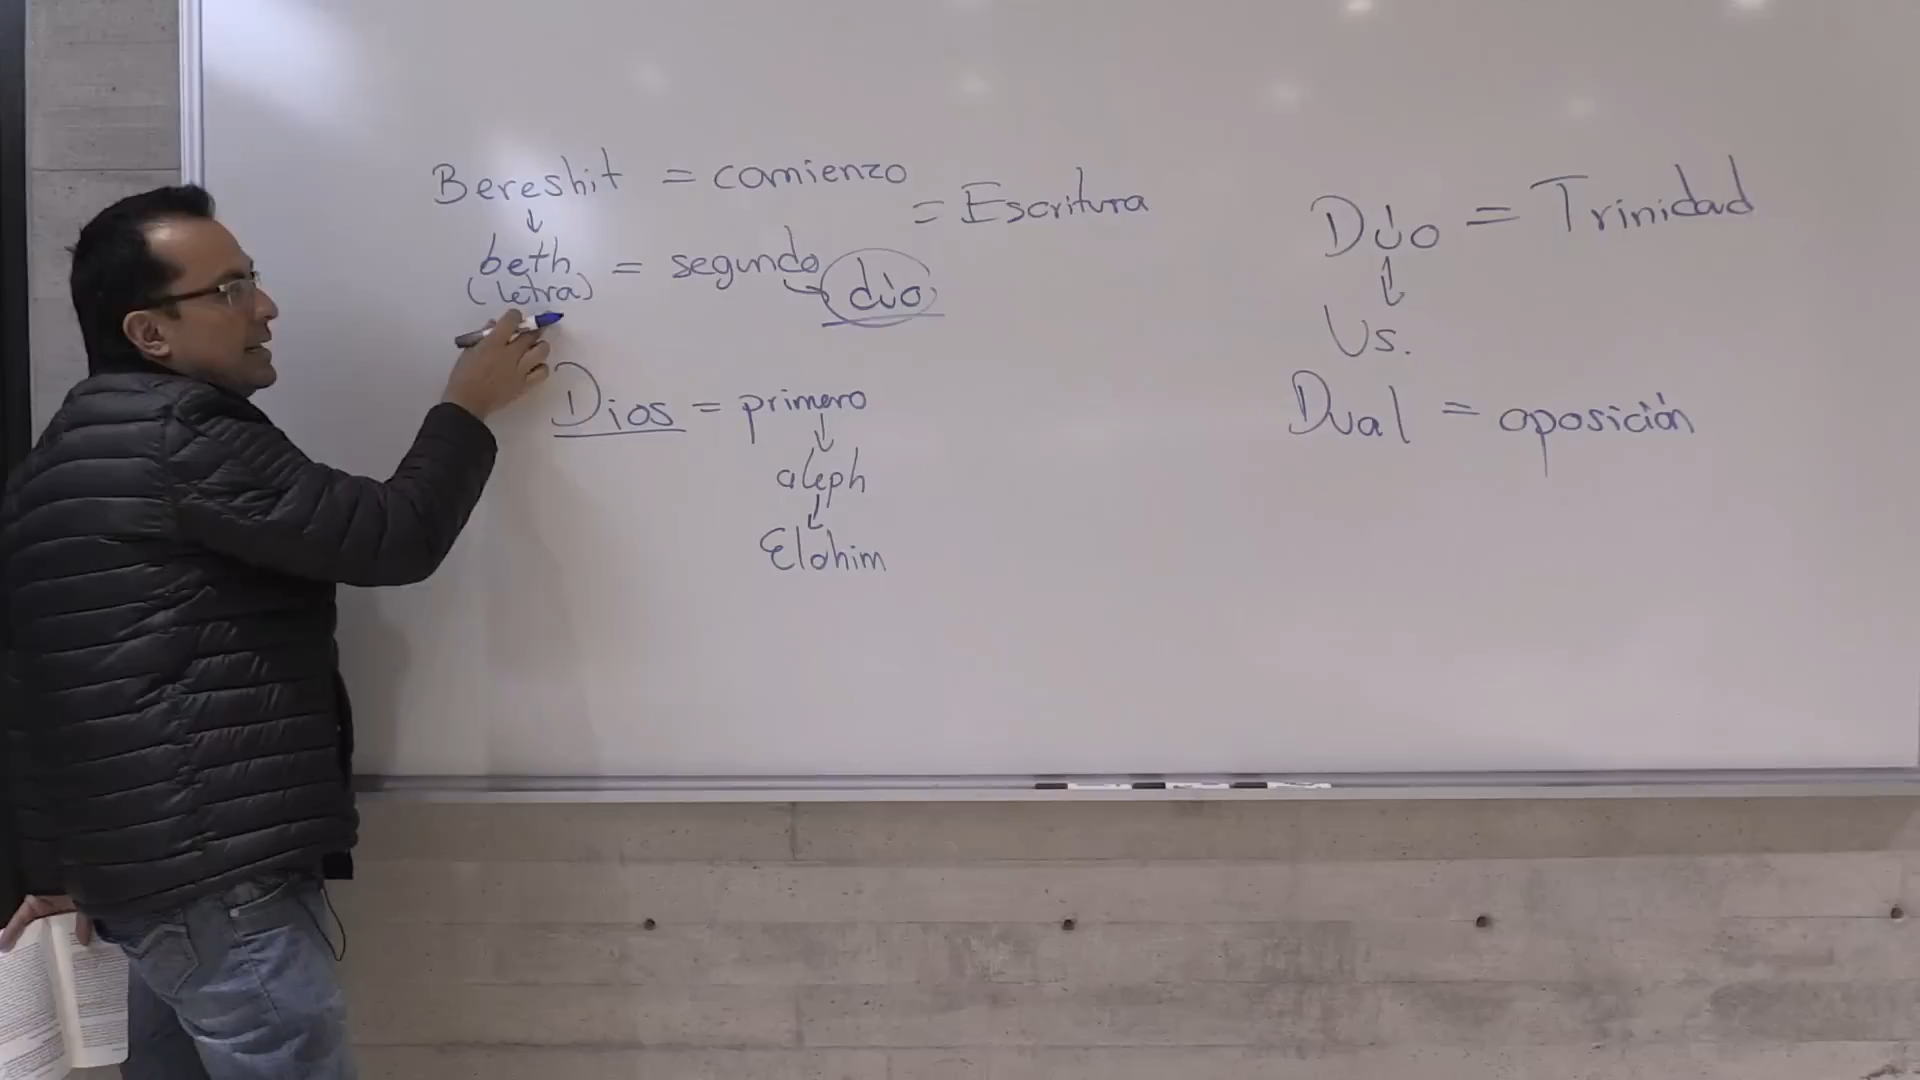 Bereshit = comienzo
= Escritura
↓
beth = segundo
(letra)
→ dúo
Dios = primero
↓
aleph
↓
Elohim
Dúo = Trinidad
↕
Vs.
Dual = oposición